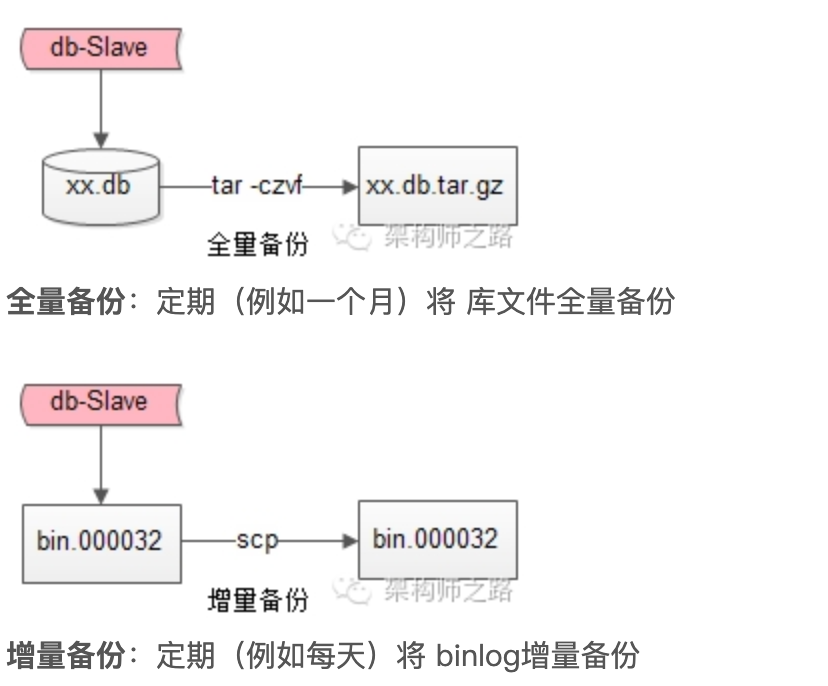 db-Slave
xx.db
tar -czvf
xx.db.tar.gz
全量备份
架构师之路
全量备份：定期（例如一个月）将 库文件全量备份
db-Slave
bin.000032
scp
bin.000032
增量备份
架构师之路
增量备份：定期（例如每天）将 binlog增量备份